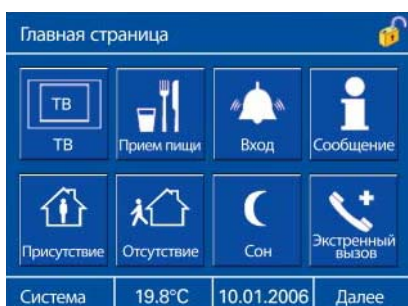 Главная страница
ТВ
ТВ
Прием пищи
Вход
Сообщение
Присутствие
Отсутствие
Сон
Экстренный
вызов
Система
19.8°C
10.01.2006
Далее